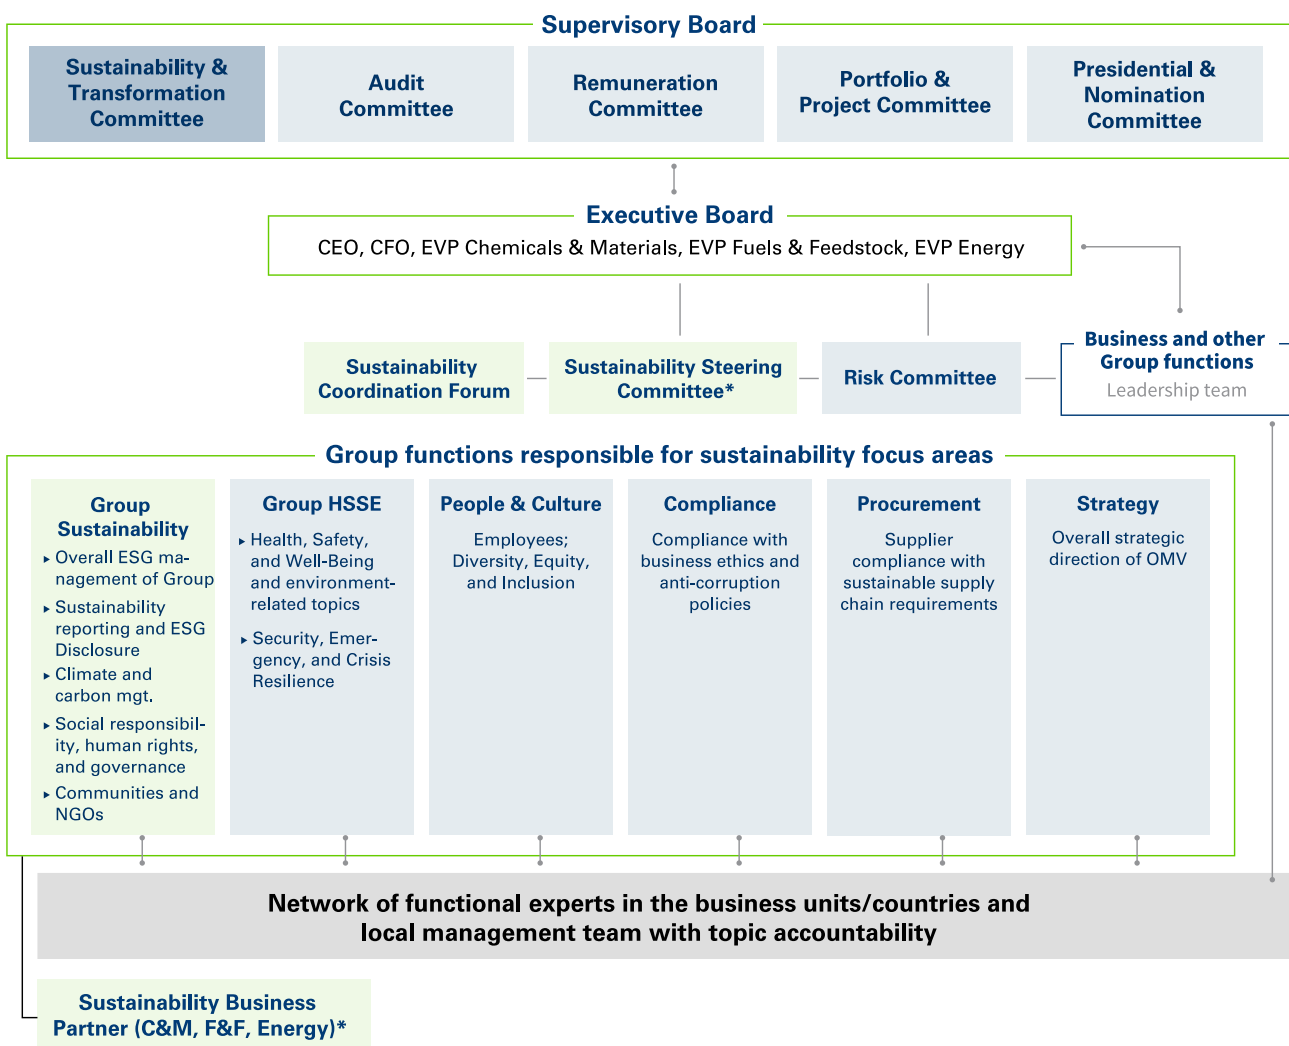 Supervisory Board
Sustainability &
Transformation
Committee
Audit
Committee
Remuneration
Committee
Portfolio &
Project Committee
Presidential &
Nomination
Committee
Executive Board
CEO, CFO, EVP Chemicals & Materials, EVP Fuels & Feedstock, EVP Energy
Sustainability
Coordination Forum
Sustainability Steering
Committee*
Risk Committee
Business and other
Group functions
Leadership team
Group functions responsible for sustainability focus areas
Group
Sustainability
▸ Overall ESG ma-
nagement of Group
▸ Sustainability
reporting and ESG
Disclosure
▸ Climate and
carbon mgt.
▸ Social responsibil-
ity, human rights,
and governance
▸ Communities and
NGOs
Group HSSE
▸ Health, Safety,
and Well-Being
and environment-
related topics
▸ Security, Emer-
gency, and Crisis
Resilience
People & Culture
Employees;
Diversity, Equity,
and Inclusion
Compliance
Compliance with
business ethics and
anti-corruption
policies
Procurement
Supplier
compliance with
sustainable supply
chain requirements
Strategy
Overall strategic
direction of OMV
Network of functional experts in the business units/countries and
local management team with topic accountability
Sustainability Business
Partner (C&M, F&F, Energy)*